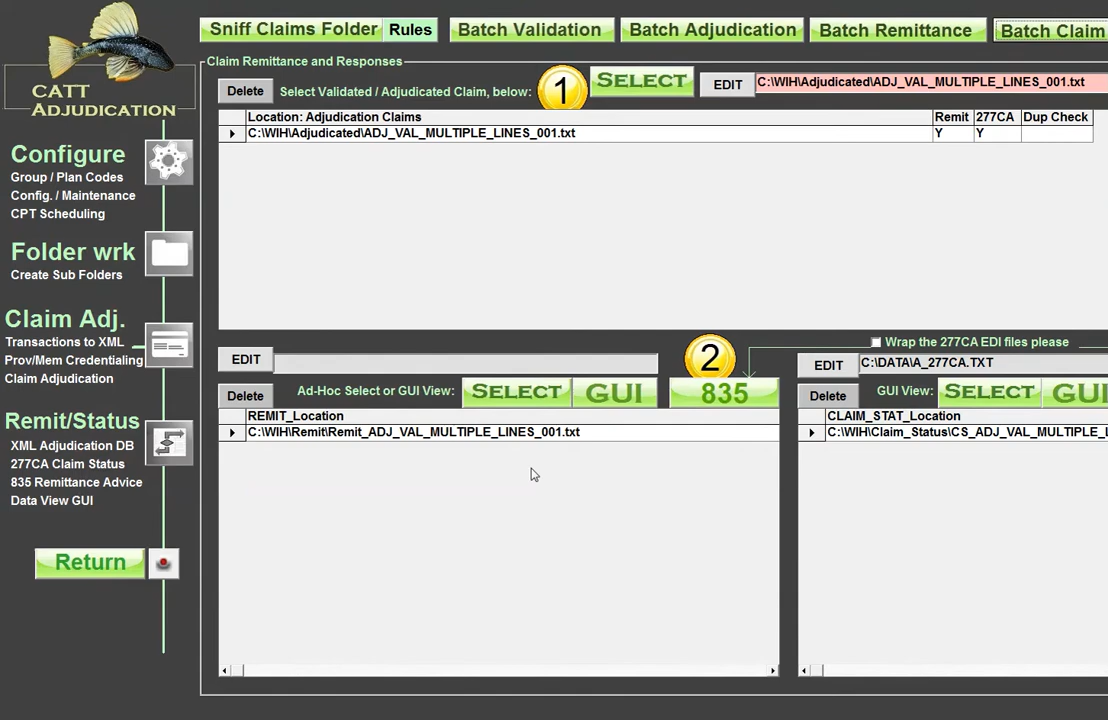 Sniff Claims Folder Rules Batch Validation Batch Adjudication Batch Remittance Batch Claim
Claim Remittance and Responses
CATT
ADJUDICATION
Delete Select Validated / Adjudicated Claim, below: 1 SELECT EDIT C:\WIH\Adjudicated\ADJ_VAL_MULTIPLE_LINES_001.txt
Location: Adjudication Claims Remit 277CA Dup Check
C:\WIH\Adjudicated\ADJ_VAL_MULTIPLE_LINES_001.txt Y Y
Configure
Group / Plan Codes
Config. / Maintenance
CPT Scheduling
Folder wrk
Create Sub Folders
Claim Adj.
Transactions to XML
Prov/Mem Credentialing
Claim Adjudication
Remit/Status
XML Adjudication DB
277CA Claim Status
835 Remittance Advice
Data View GUI
Return
EDIT 2 Wrap the 277CA EDI files please
EDIT C:\DATA\A_277CA.TXT
Delete Ad-Hoc Select or GUI View: SELECT GUI 835 Delete GUI View: SELECT GUI
REMIT_Location CLAIM_STAT_Location
C:\WIH\Remit\Remit_ADJ_VAL_MULTIPLE_LINES_001.txt C:\WIH\Claim_Status\CS_ADJ_VAL_MULTIPLE_L